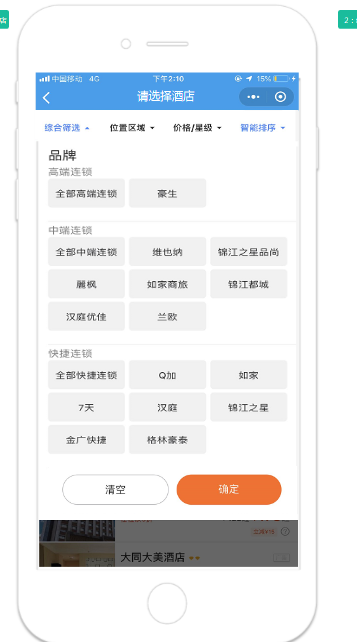 店
2:
中国移动 4G 下午2:10 15%
请选择酒店
综合筛选 位置区域 价格/星级 智能排序
品牌
高端连锁
全部高端连锁 豪生
中端连锁
全部中端连锁 维也纳 锦江之星品尚
麗枫 如家商旅 锦江都城
汉庭优佳 兰欧
快捷连锁
全部快捷连锁 Q加 如家
7天 汉庭 锦江之星
金广快捷 格林豪泰
清空 确定
大同大美酒店